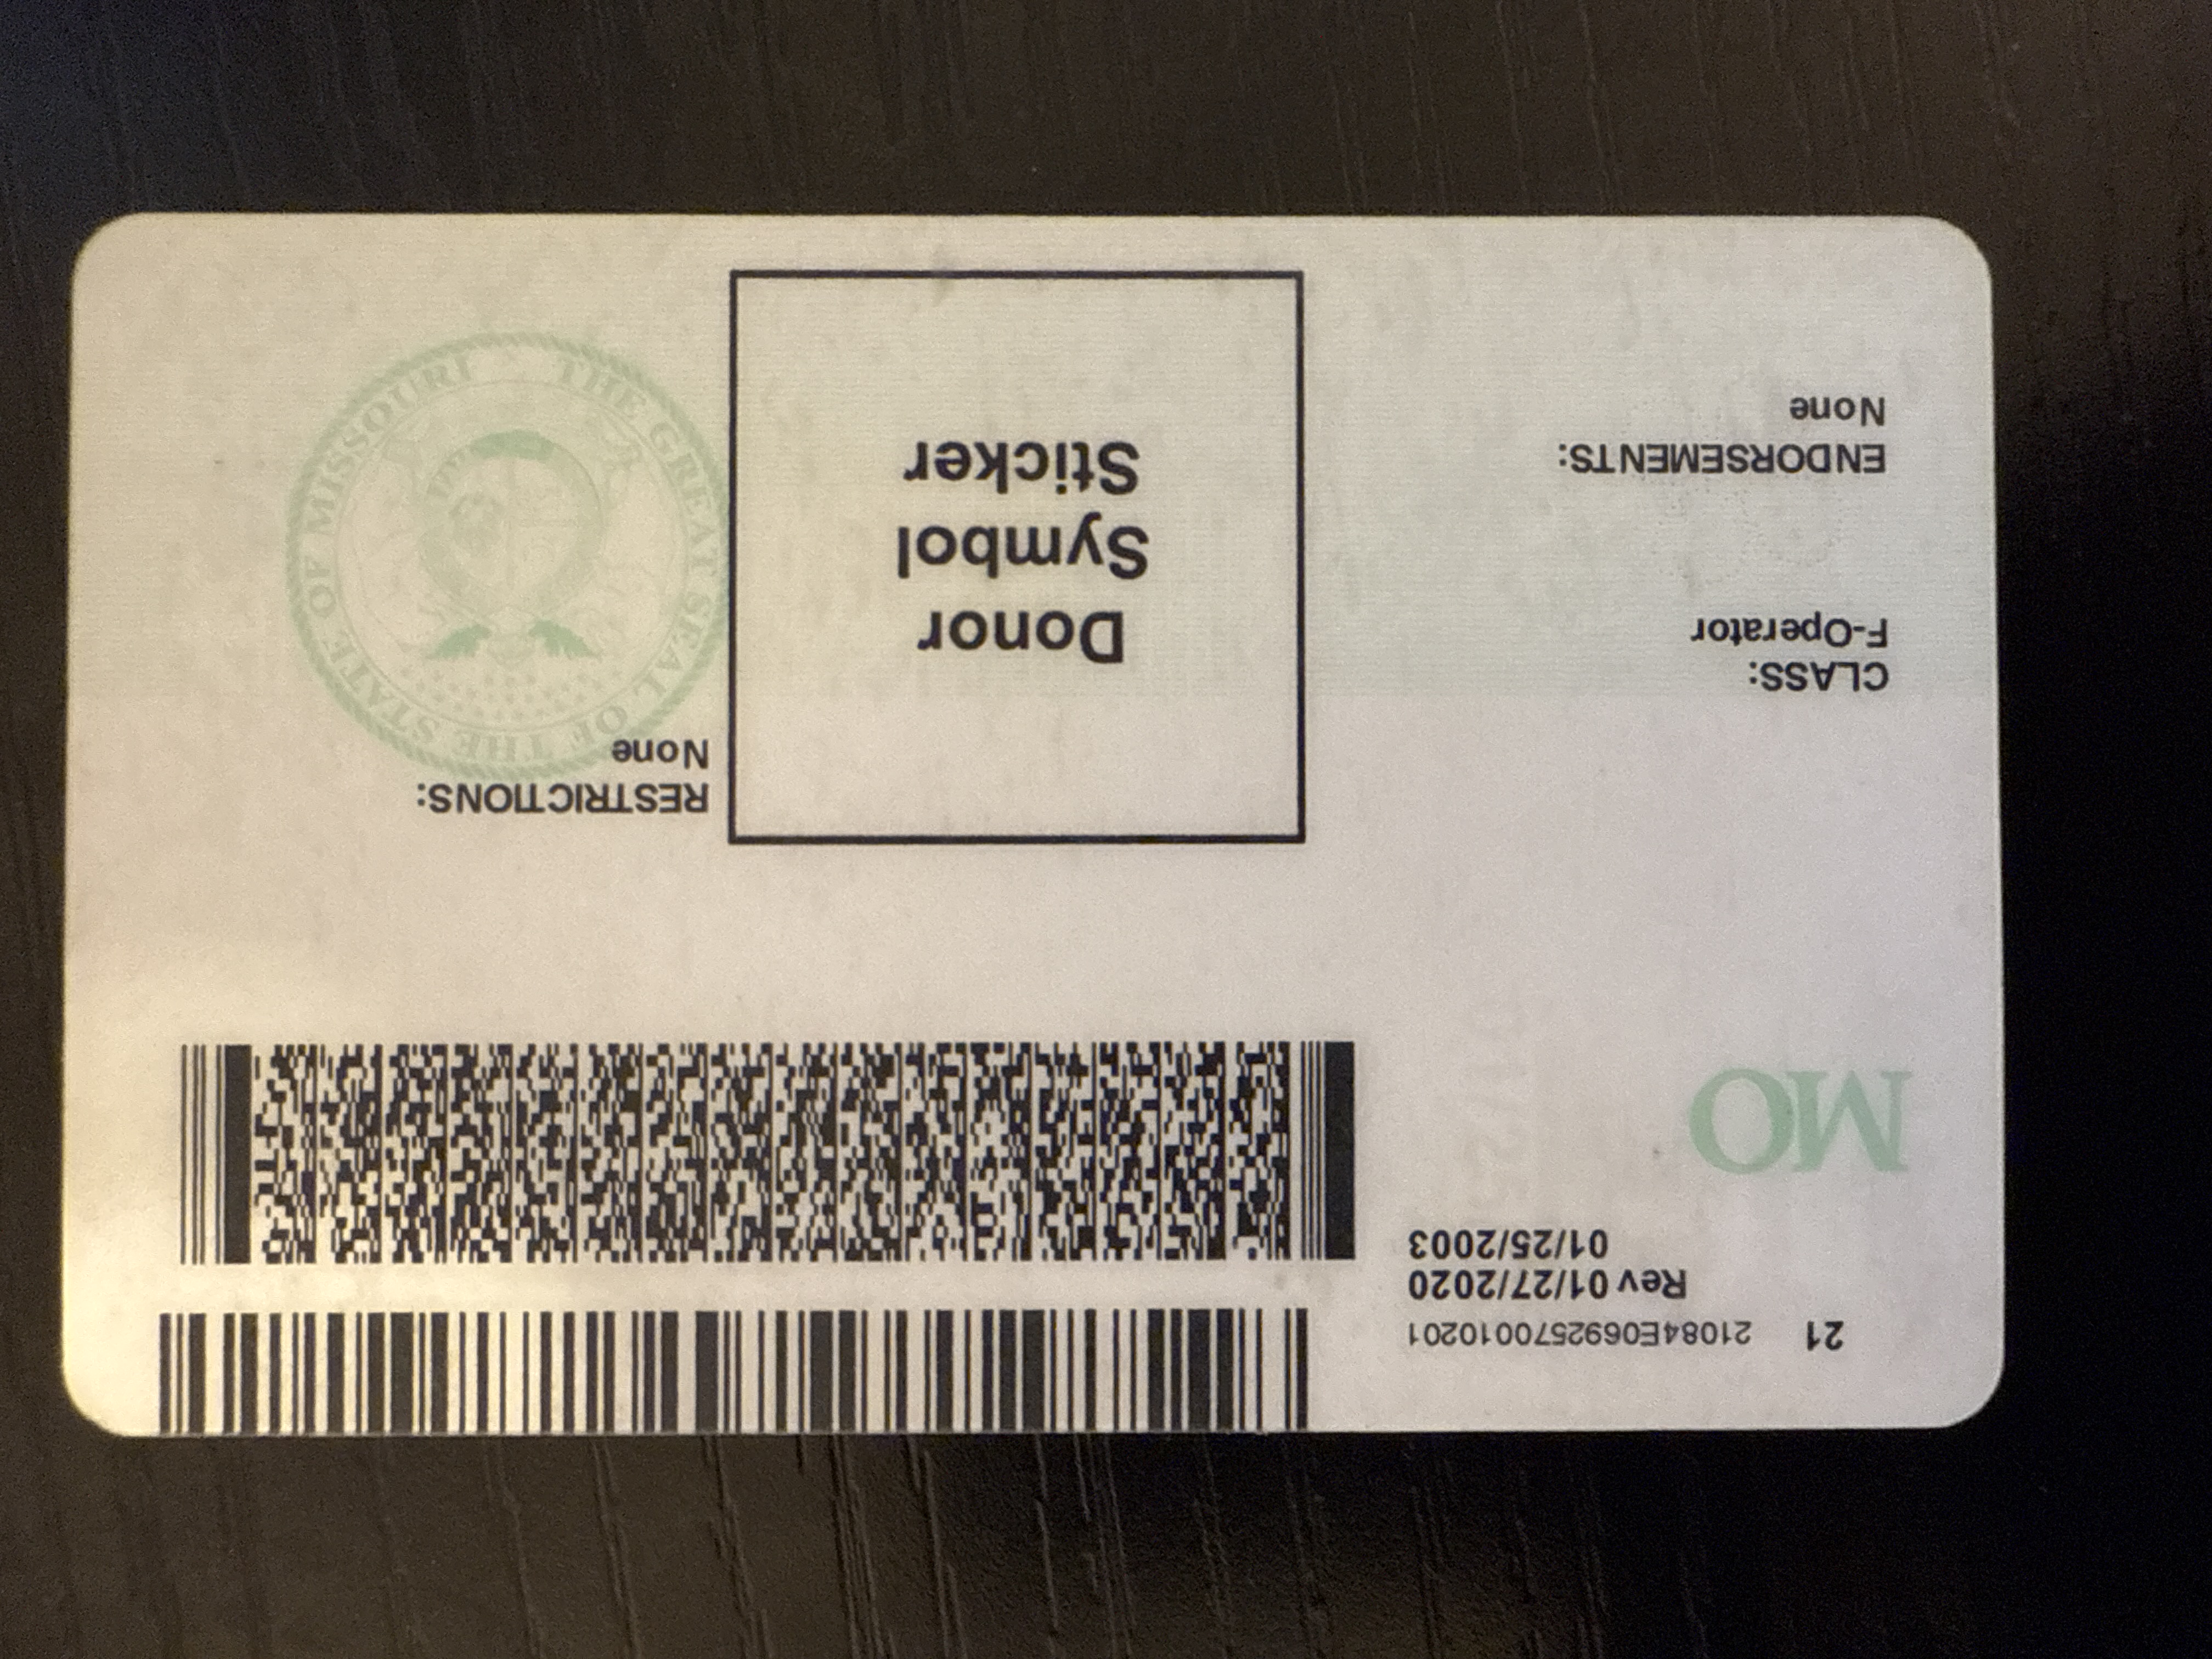 21 21084E0692570010201
Rev 01/27/2020
01/25/2003
MO
RESTRICTIONS:
None
CLASS:
F-Operator
Donor
Symbol
Sticker
ENDORSEMENTS:
None
THE GREAT SEAL OF THE STATE OF MISSOURI